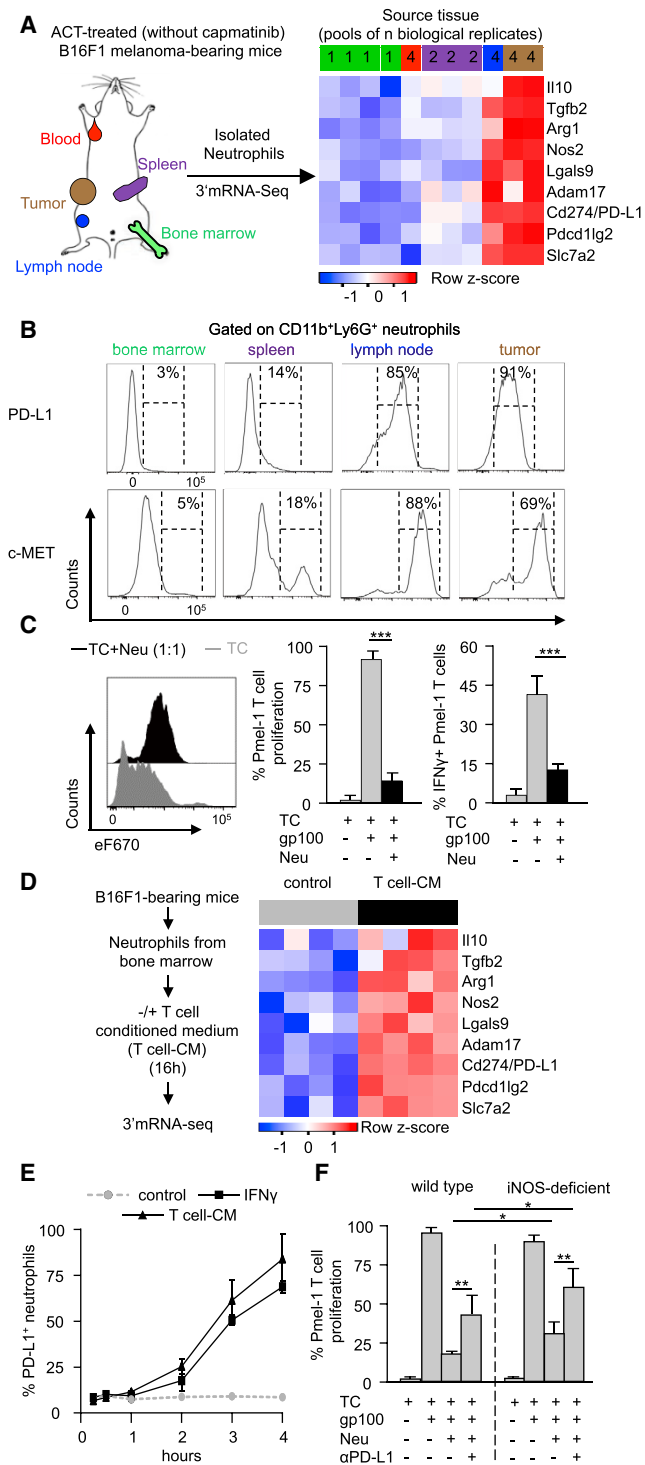 A
ACT-treated (without capmatinib)
B16F1 melanoma-bearing mice
Blood
Tumor
Spleen
Lymph node
Bone marrow
Isolated
Neutrophils
3‘mRNA-Seq
Source tissue
(pools of n biological replicates)
1 1 1 1 4 2 2 2 4 4 4
Il10
Tgfb2
Arg1
Nos2
Lgals9
Adam17
Cd274/PD-L1
Pdcd1lg2
Slc7a2
-1 0 1
Row z-score
B
Gated on CD11b+Ly6G+ neutrophils
bone marrow spleen lymph node tumor
PD-L1
3% 14% 85% 91%
0 10⁵
c-MET
5% 18% 88% 69%
0 10⁵
Counts
C
TC+Neu (1:1) TC
Counts
0 10⁵
eF670
% Pmel-1 T cell
proliferation
100
75
50
25
0
***
TC + + +
gp100 - + +
Neu - - +
% IFNγ+ Pmel-1 T cells
60
45
30
15
0
***
TC + + +
gp100 - + +
Neu - - +
D
B16F1-bearing mice
Neutrophils from
bone marrow
-/+ T cell
conditioned medium
(T cell-CM)
(16h)
3'mRNA-seq
control T cell-CM
Il10
Tgfb2
Arg1
Nos2
Lgals9
Adam17
Cd274/PD-L1
Pdcd1lg2
Slc7a2
-1 0 1
Row z-score
E
control IFNγ
T cell-CM
% PD-L1+ neutrophils
100
75
50
25
0
0 1 2 3 4
hours
F
wild type iNOS-deficient
*
*
** **
% Pmel-1 T cell
proliferation
100
75
50
25
0
TC + + + + + + + +
gp100 - + + + - + + +
Neu - - + + - - + +
αPD-L1 - - - + - - - +